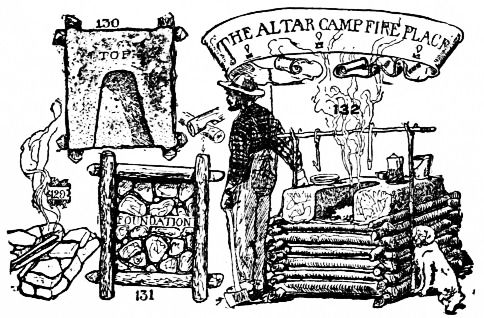 130
THE ALTAR CAMP FIRE PLACE
TOP
132
129
FOUNDATION
131